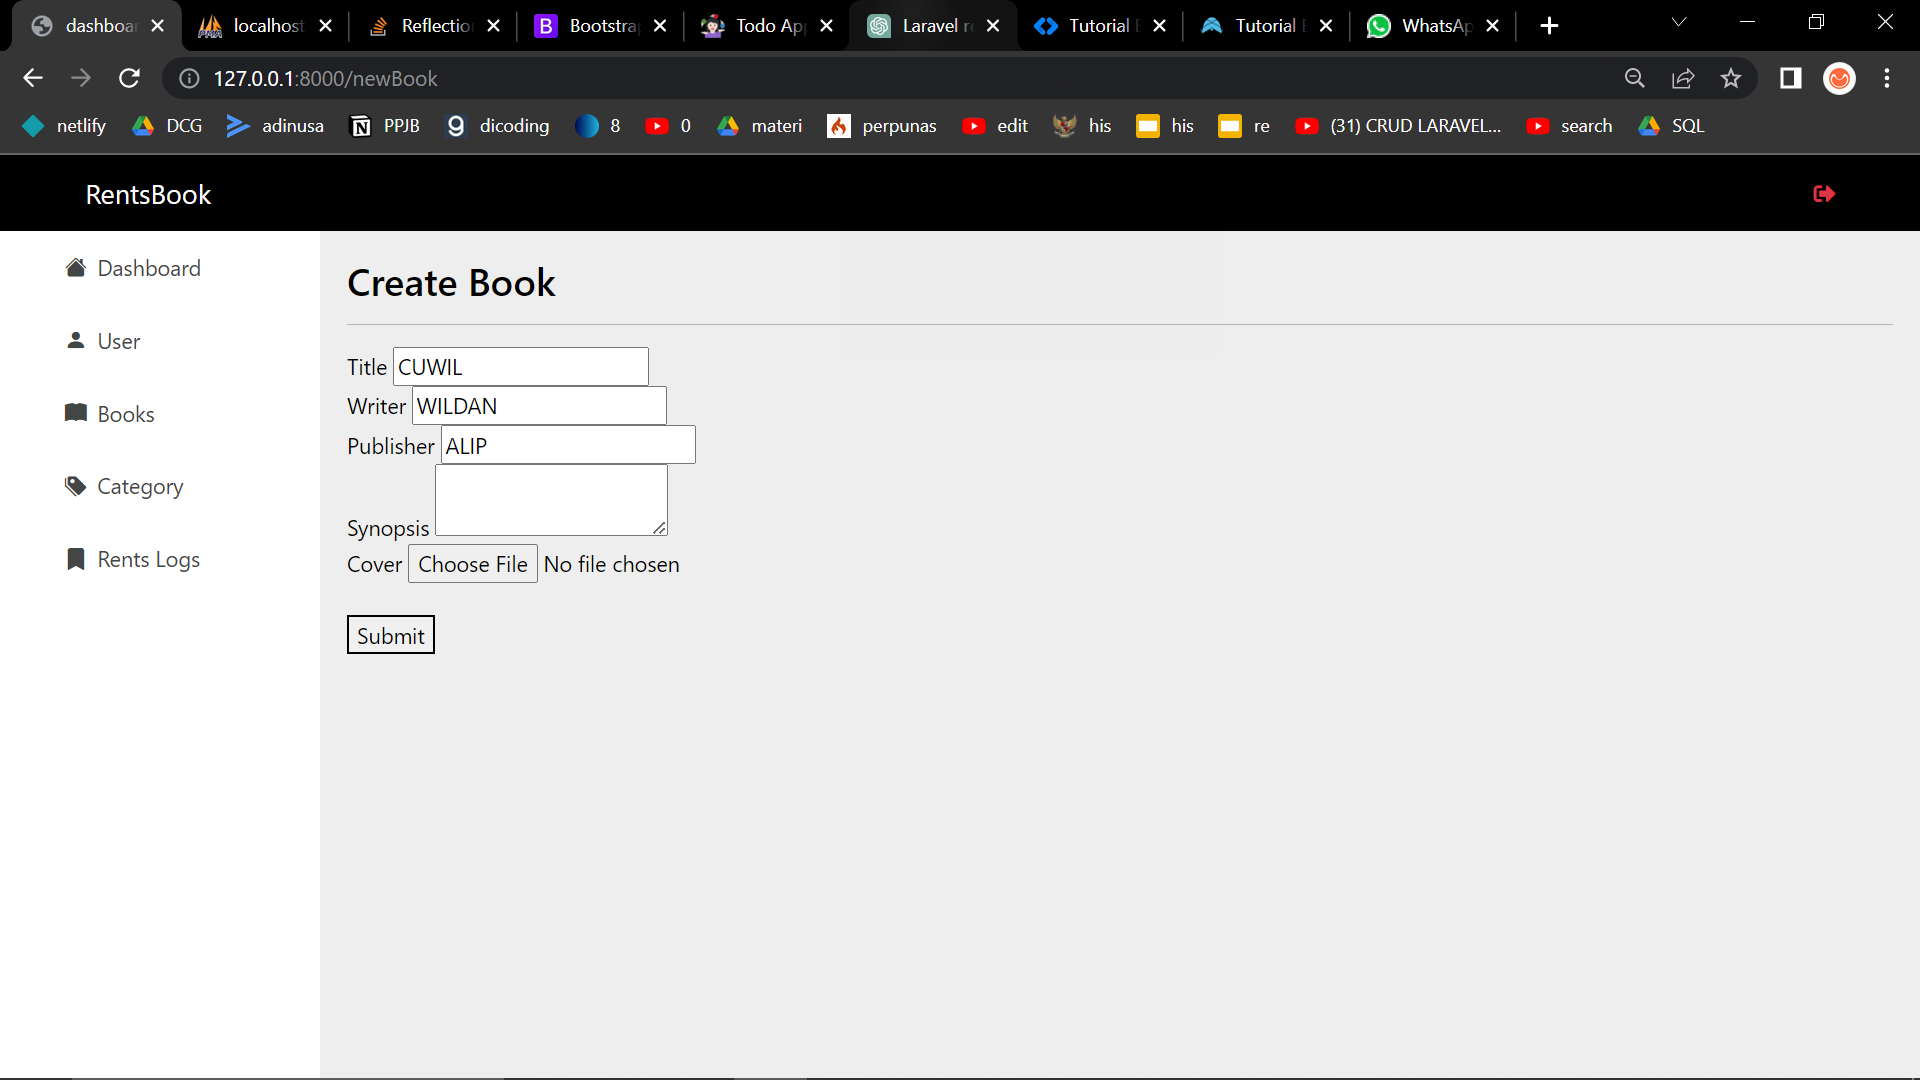 dashboa localhost Reflectio Bootstra Todo Ap Laravel r Tutorial Tutorial WhatsAp
127.0.0.1:8000/newBook
netlify DCG adinusa PPJB dicoding 8 0 materi perpunas edit his his re (31) CRUD LARAVEL... search SQL
RentsBook
Dashboard
User
Books
Category
Rents Logs
Create Book
Title CUWIL
Writer WILDAN
Publisher ALIP
Synopsis
Cover Choose File No file chosen
Submit